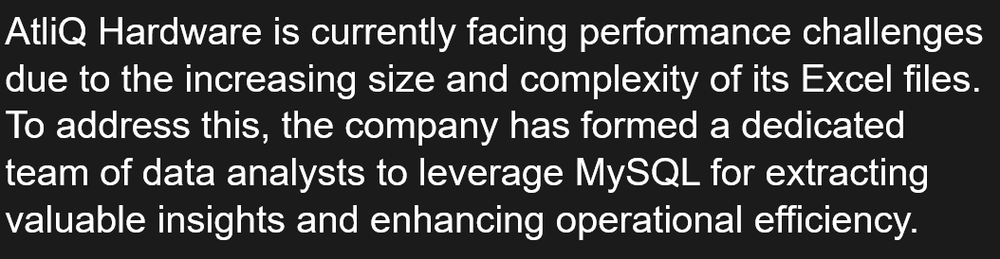 AtliQ Hardware is currently facing performance challenges
due to the increasing size and complexity of its Excel files.
To address this, the company has formed a dedicated
team of data analysts to leverage MySQL for extracting
valuable insights and enhancing operational efficiency.